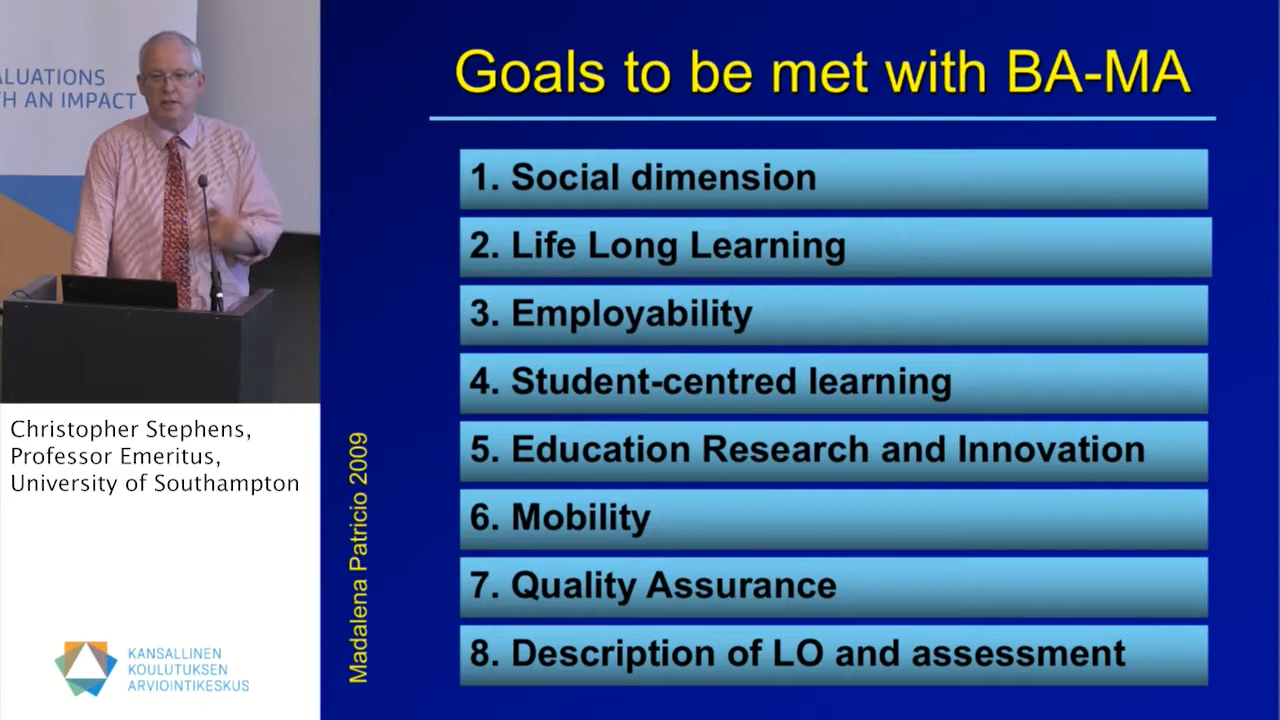 ALUATIONS
TH AN IMPACT
Goals to be met with BA-MA
1. Social dimension
2. Life Long Learning
3. Employability
4. Student-centred learning
5. Education Research and Innovation
6. Mobility
7. Quality Assurance
8. Description of LO and assessment
Madalena Patricio 2009
Christopher Stephens,
Professor Emeritus,
University of Southampton
KANSALLINEN
KOULUTUKSEN
ARVIOINTIKESKUS